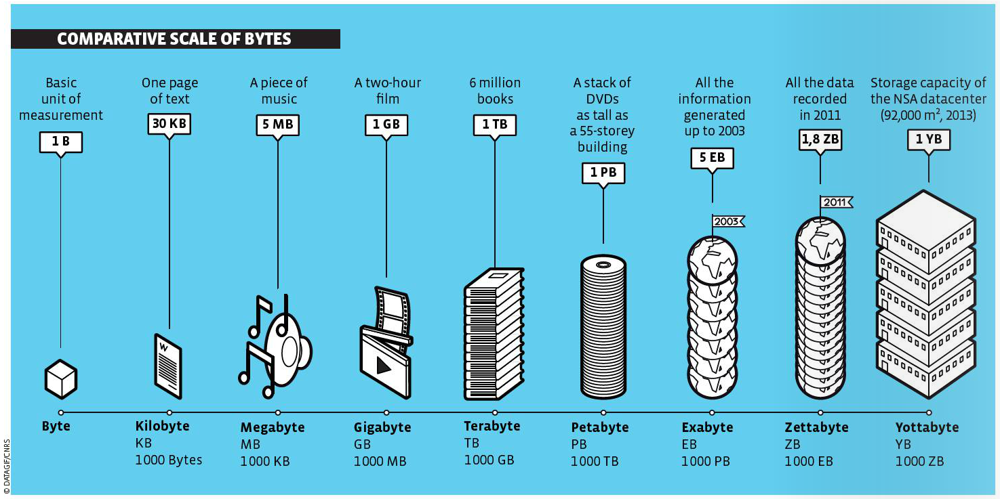 COMPARATIVE SCALE OF BYTES
Basic
unit of
measurement
1 B
One page
of text
30 KB
A piece of
music
5 MB
A two-hour
film
1 GB
6 million
books
1 TB
A stack of
DVDs
as tall as
a 55-storey
building
1 PB
All the
information
generated
up to 2003
5 EB
All the data
recorded
in 2011
1,8 ZB
Storage capacity of
the NSA datacenter
(92,000 m², 2013)
1 YB
2003
2011
W
Byte
Kilobyte
KB
1000 Bytes
Megabyte
MB
1000 KB
Gigabyte
GB
1000 MB
Terabyte
TB
1000 GB
Petabyte
PB
1000 TB
Exabyte
EB
1000 PB
Zettabyte
ZB
1000 EB
Yottabyte
YB
1000 ZB
© DATAGIF/CNRS